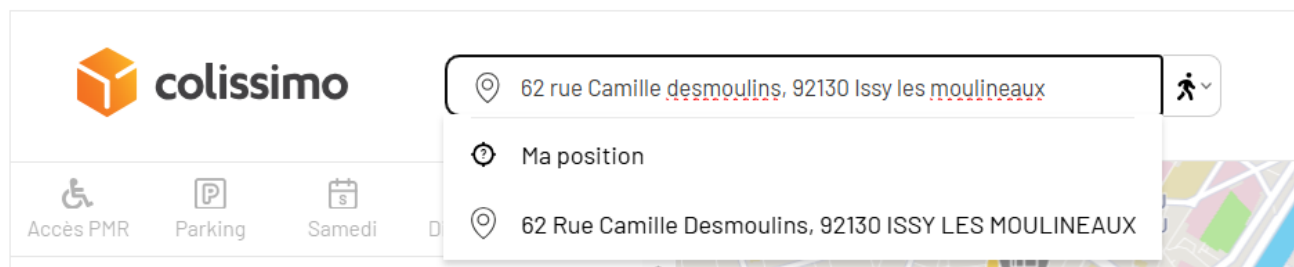 colissimo
62 rue Camille desmoulins, 92130 Issy les moulineaux
Ma position
62 Rue Camille Desmoulins, 92130 ISSY LES MOULINEAUX
P
S
Accès PMR
Parking
Samedi
D